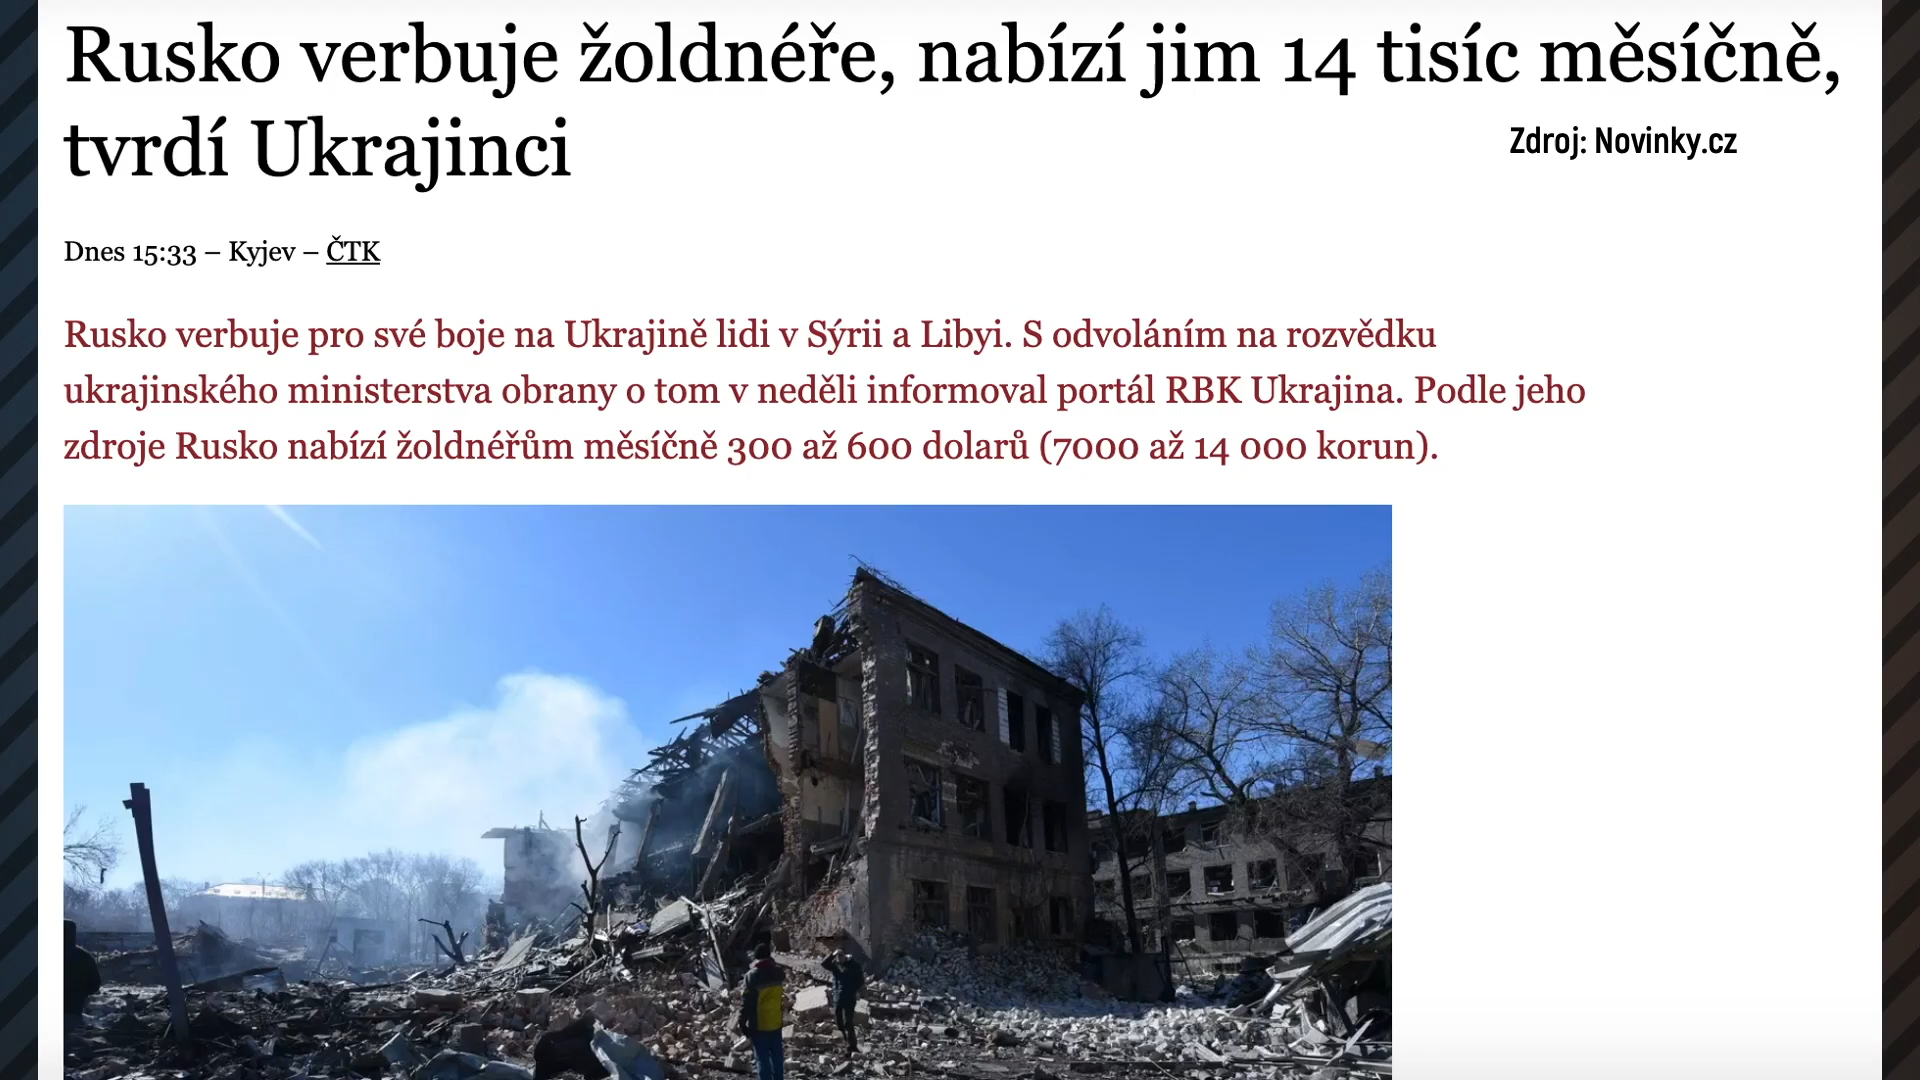 Rusko verbuje žoldnéře, nabízí jim 14 tisíc měsíčně,
tvrdí Ukrajinci
Zdroj: Novinky.cz
Dnes 15:33 – Kyjev – ČTK
Rusko verbuje pro své boje na Ukrajině lidi v Sýrii a Libyi. S odvoláním na rozvědku
ukrajinského ministerstva obrany o tom v neděli informoval portál RBK Ukrajina. Podle jeho
zdroje Rusko nabízí žoldnéřům měsíčně 300 až 600 dolarů (7000 až 14 000 korun).